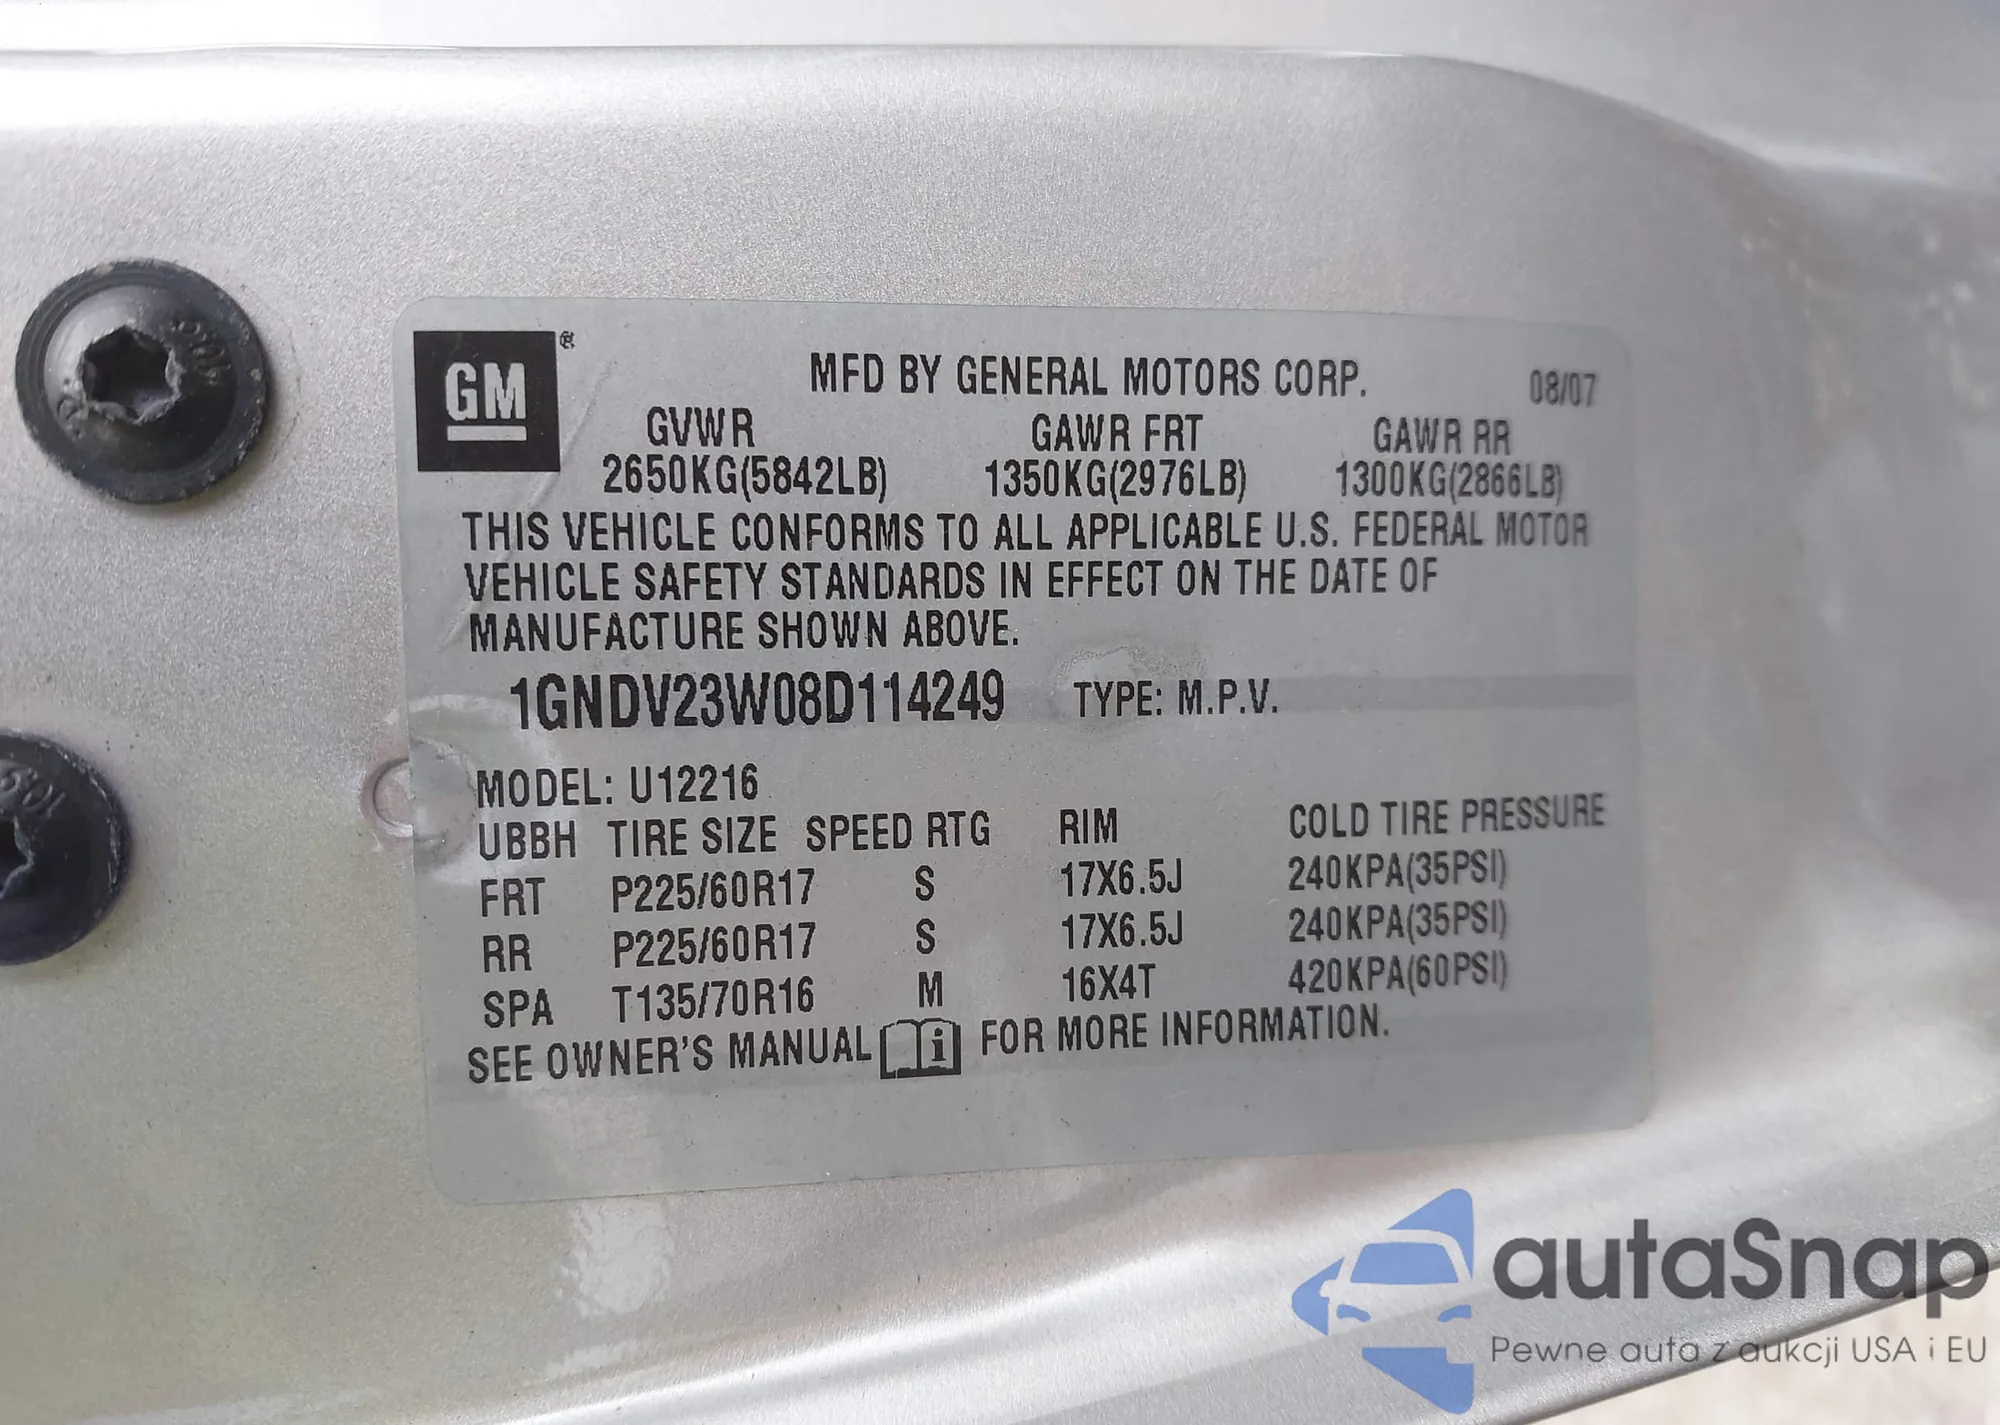 GM ®
MFD BY GENERAL MOTORS CORP. 08/07
GVWR GAWR FRT GAWR RR
2650KG(5842LB) 1350KG(2976LB) 1300KG(2866LB)
THIS VEHICLE CONFORMS TO ALL APPLICABLE U.S. FEDERAL MOTOR
VEHICLE SAFETY STANDARDS IN EFFECT ON THE DATE OF
MANUFACTURE SHOWN ABOVE.
1GNDV23W08D114249 TYPE: M.P.V.
MODEL: U12216
UBBH TIRE SIZE SPEED RTG RIM COLD TIRE PRESSURE
FRT P225/60R17 S 17X6.5J 240KPA(35PSI)
RR P225/60R17 S 17X6.5J 240KPA(35PSI)
SPA T135/70R16 M 16X4T 420KPA(60PSI)
SEE OWNER'S MANUAL i FOR MORE INFORMATION.
autaSnap
Pewne auta z aukcji USA i EU